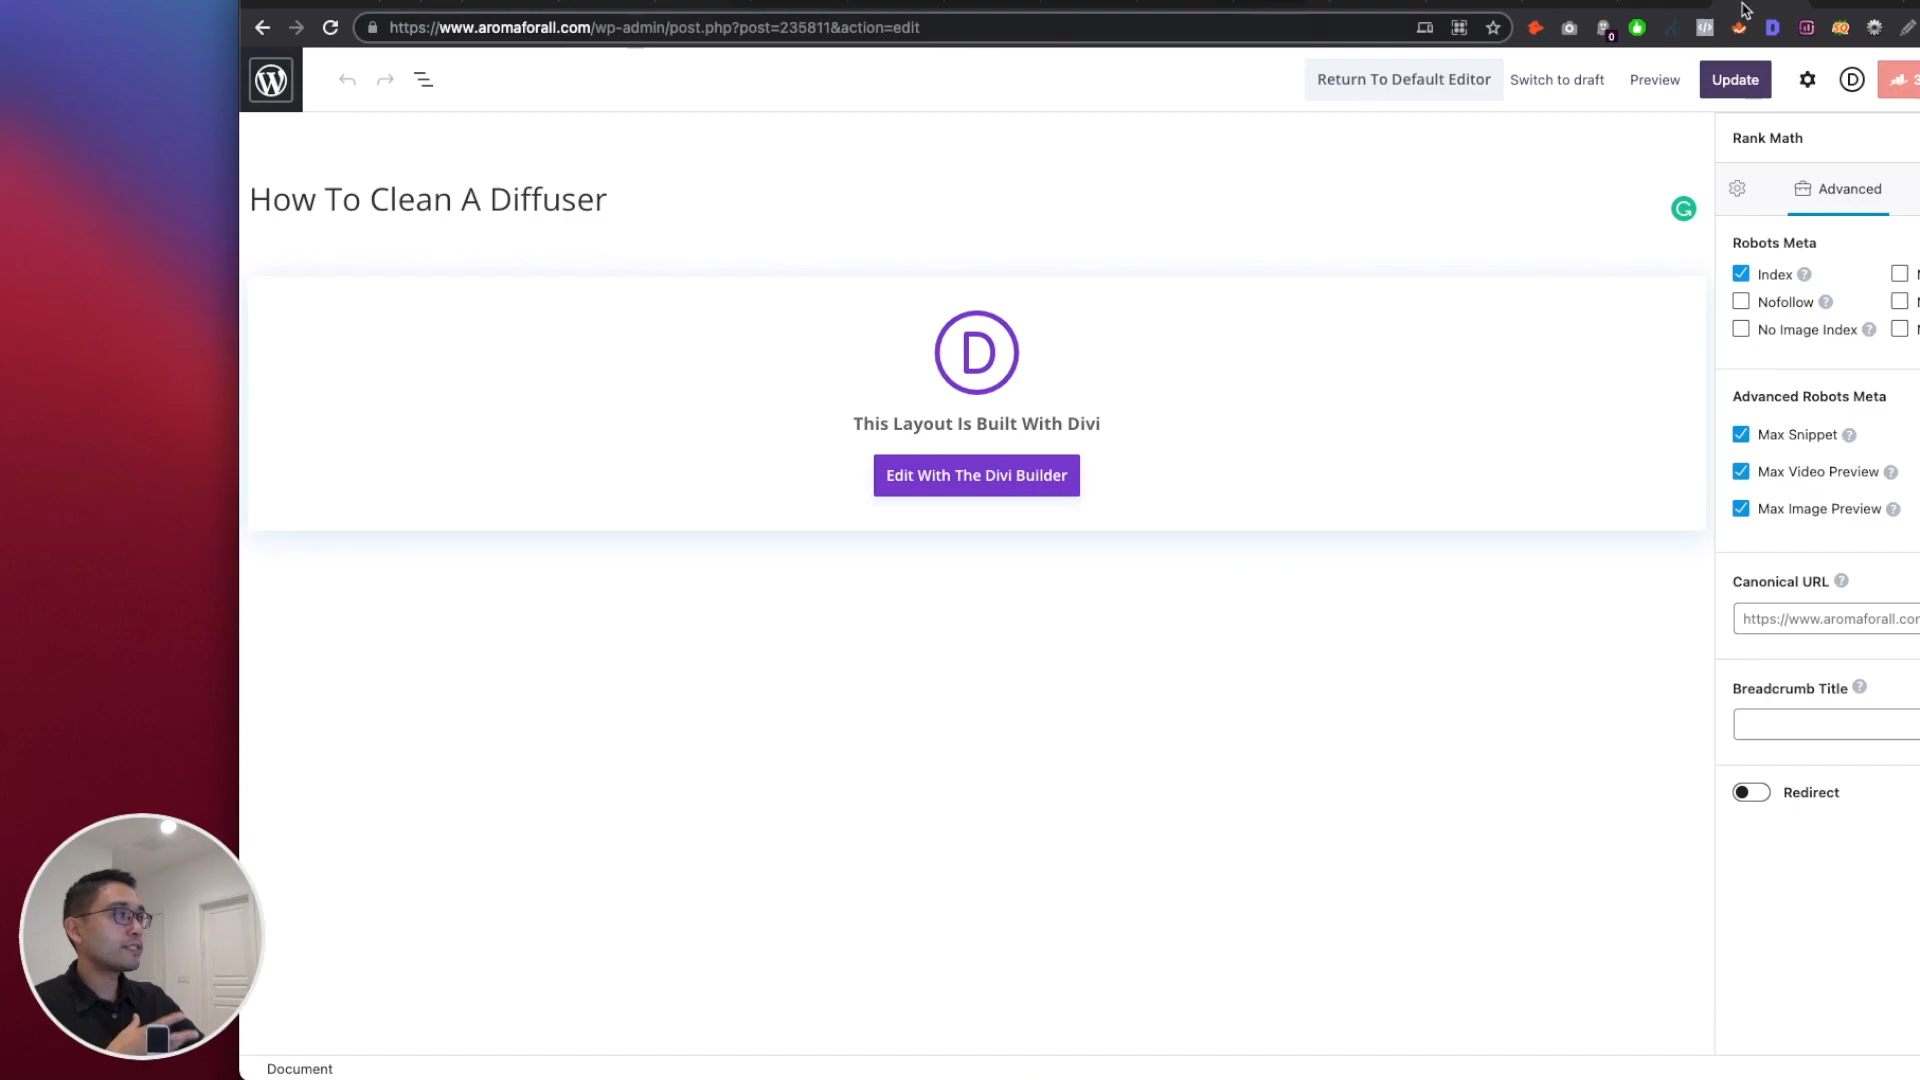 https://www.aromaforall.com/wp-admin/post.php?post=235811&action=edit
0
Return To Default Editor
Switch to draft
Preview
Update
D
3
How To Clean A Diffuser
D
This Layout Is Built With Divi
Edit With The Divi Builder
Rank Math
Advanced
Robots Meta
Index
Nofollow
No Image Index
Advanced Robots Meta
Max Snippet
Max Video Preview
Max Image Preview
Canonical URL
https://www.aromaforall.cor
Breadcrumb Title
Redirect
Document